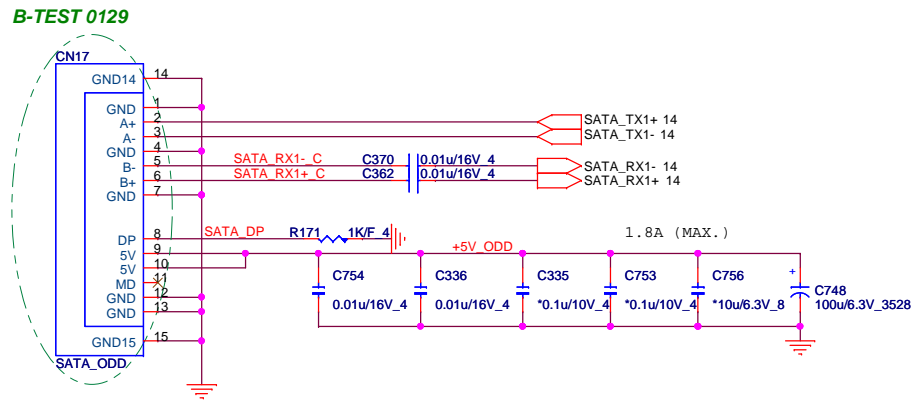 B-TEST 0129
CN17
GND14 14
GND 1
A+ 2
SATA_TX1+ 14
A- 3
SATA_TX1- 14
GND 4
B- 5 SATA_RX1-_C C370 0.01u/16V_4 SATA_RX1- 14
B+ 6 SATA_RX1+_C C362 0.01u/16V_4 SATA_RX1+ 14
GND 7
DP 8 SATA_DP R171 1K/F_4
5V 9 +5V_ODD 1.8A (MAX.)
5V 10
MD 11
GND 12
GND 13
GND15 15
SATA_ODD
C754
0.01u/16V_4
C336
0.01u/16V_4
C335
*0.1u/10V_4
C753
*0.1u/10V_4
C756
*10u/6.3V_8
+
C748
100u/6.3V_3528